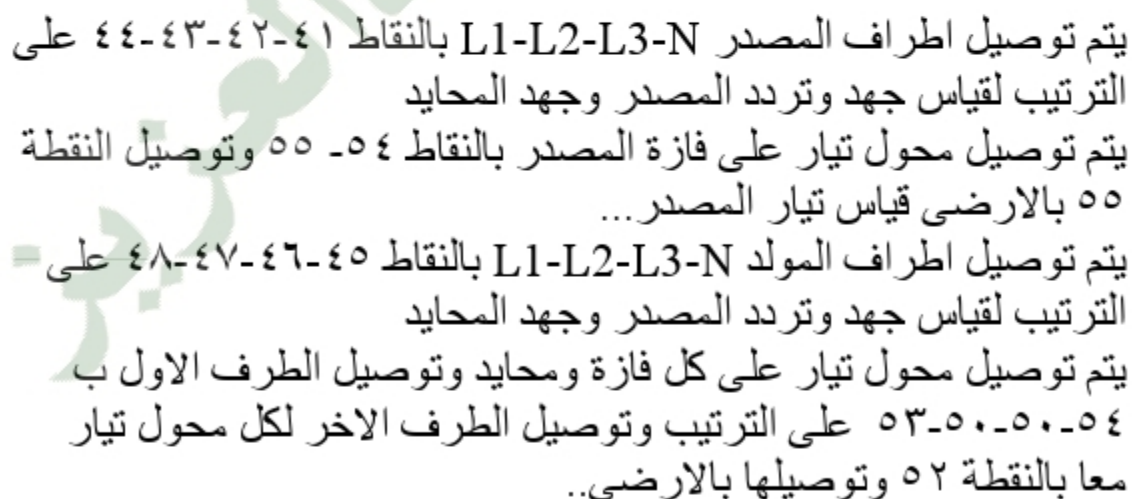 يتم توصيل اطراف المصدر L1-L2-L3-N بالنقاط ٤١-٤٢-٤٣-٤٤ على
الترتيب لقياس جهد وتردد المصدر وجهد المحايد
يتم توصيل محول تيار على فازة المصدر بالنقاط ٥٤- ٥٥ وتوصيل النقطة
٥٥ بالارضى قياس تيار المصدر...
يتم توصيل اطراف المولد L1-L2-L3-N بالنقاط ٤٥-٤٦-٤٧-٤٨ على
الترتيب لقياس جهد وتردد المصدر وجهد المحايد
يتم توصيل محول تيار على كل فازة ومحايد وتوصيل الطرف الاول ب
٥٤-٥٠-٥٠-٥٣ على الترتيب وتوصيل الطرف الاخر لكل محول تيار
معا بالنقطة ٥٢ وتوصيلها بالارضى..